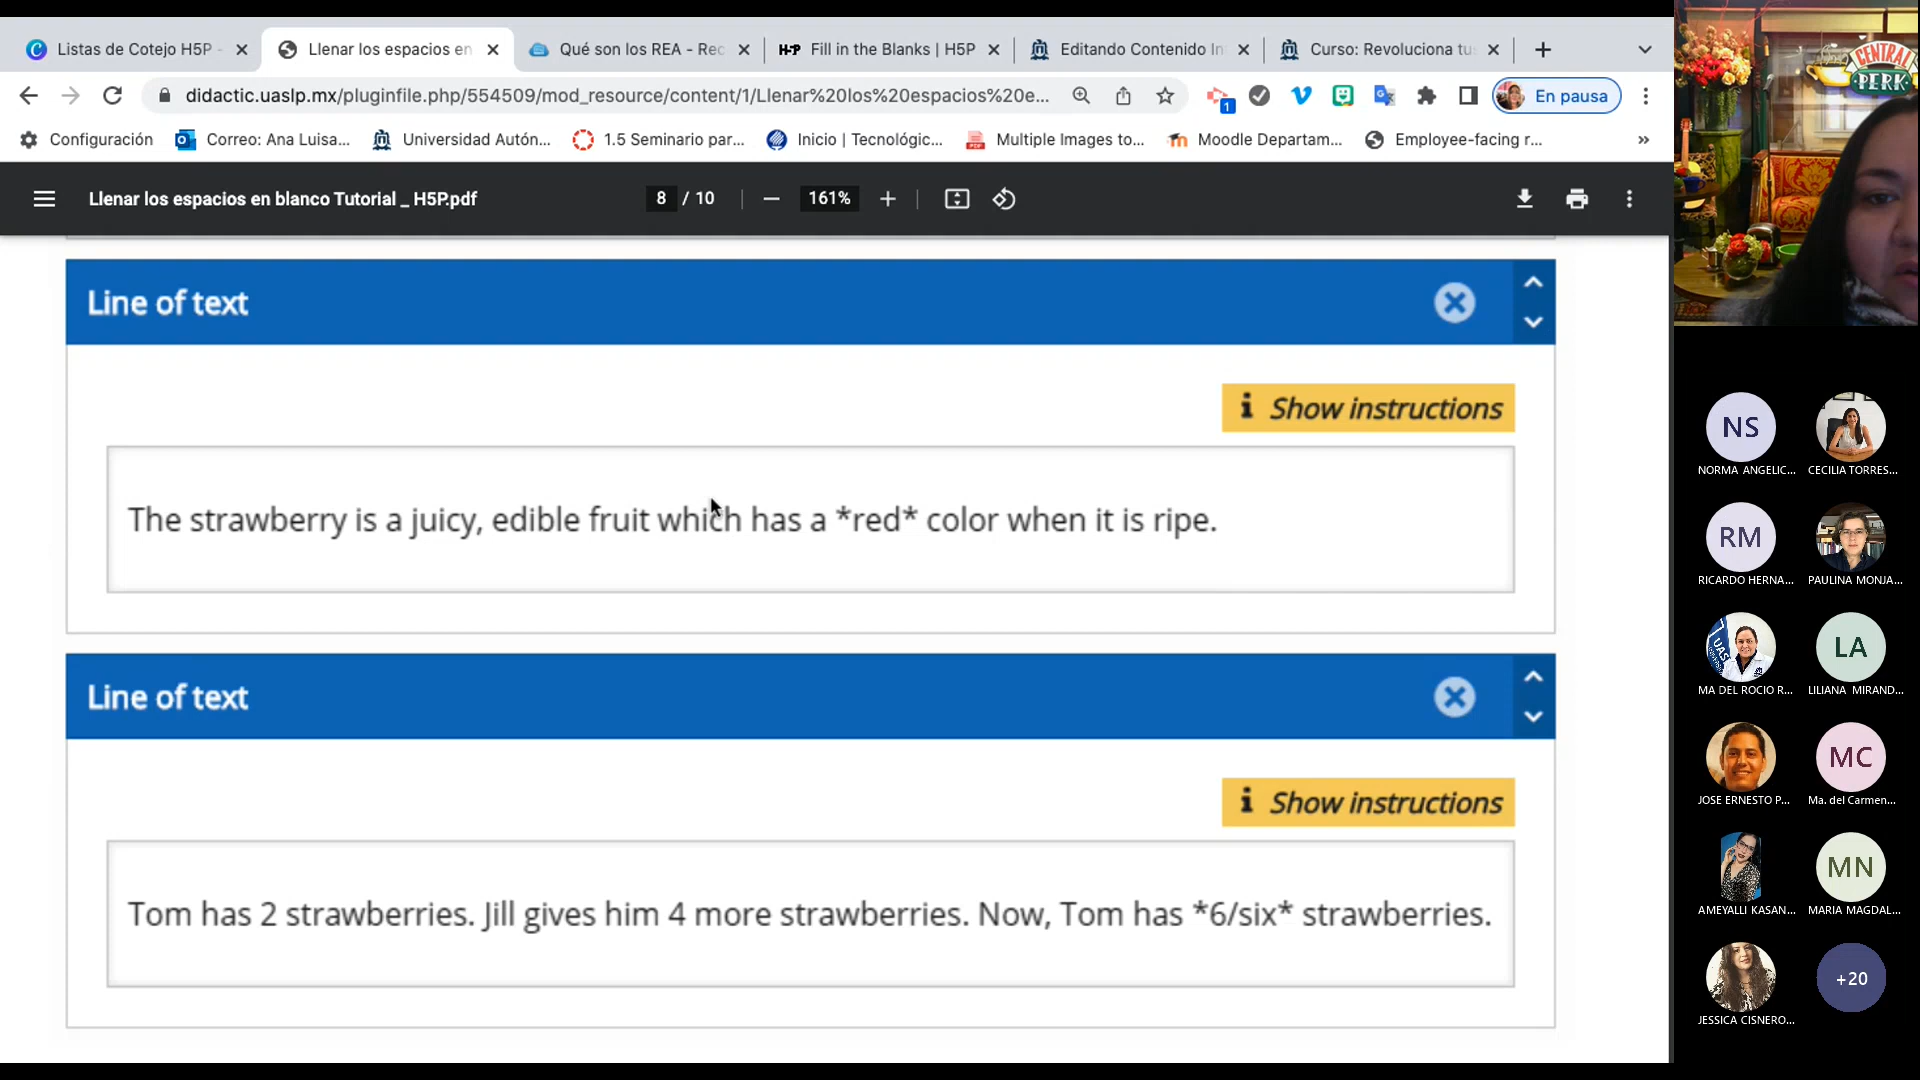 Listas de Cotejo H5P -
Llenar los espacios en
Qué son los REA - Rec
H-P Fill in the Blanks | H5P
Editando Contenido In
Curso: Revoluciona tu
didactic.uaslp.mx/pluginfile.php/554509/mod_resource/content/1/Llenar%20los%20espacios%20e...
1
En pausa
Configuración
Correo: Ana Luisa...
Universidad Autón...
1.5 Seminario par...
Inicio | Tecnológic...
Multiple Images to...
Moodle Departam...
Employee-facing r...
»
Llenar los espacios en blanco Tutorial _ H5P.pdf
8 / 10
161%
Line of text
Show instructions
The strawberry is a juicy, edible fruit which has a *red* color when it is ripe.
Line of text
Show instructions
Tom has 2 strawberries. Jill gives him 4 more strawberries. Now, Tom has *6/six* strawberries.
CENTRAL
PERK
NS
NORMA ANGELIC...
CECILIA TORRES...
RM
RICARDO HERNA...
PAULINA MONJA...
UASLP
MA DEL ROCIO R...
LA
LILIANA MIRAND...
JOSE ERNESTO P...
MC
Ma. del Carmen...
AMEYALLI KASAN...
MN
MARIA MAGDAL...
JESSICA CISNERO...
+20